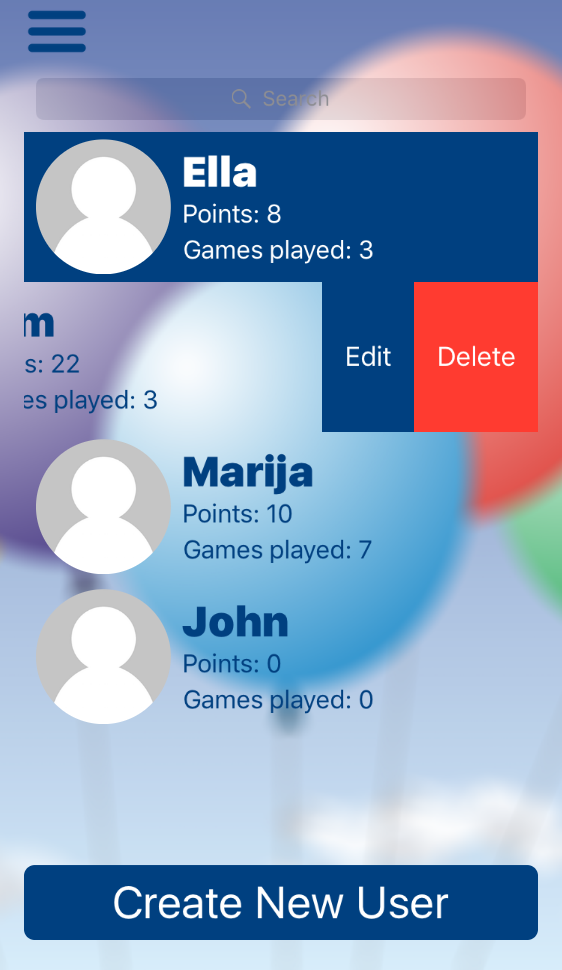 Search
Ella
Points: 8
Games played: 3
m
s: 22
es played: 3
Edit
Delete
Marija
Points: 10
Games played: 7
John
Points: 0
Games played: 0
Create New User